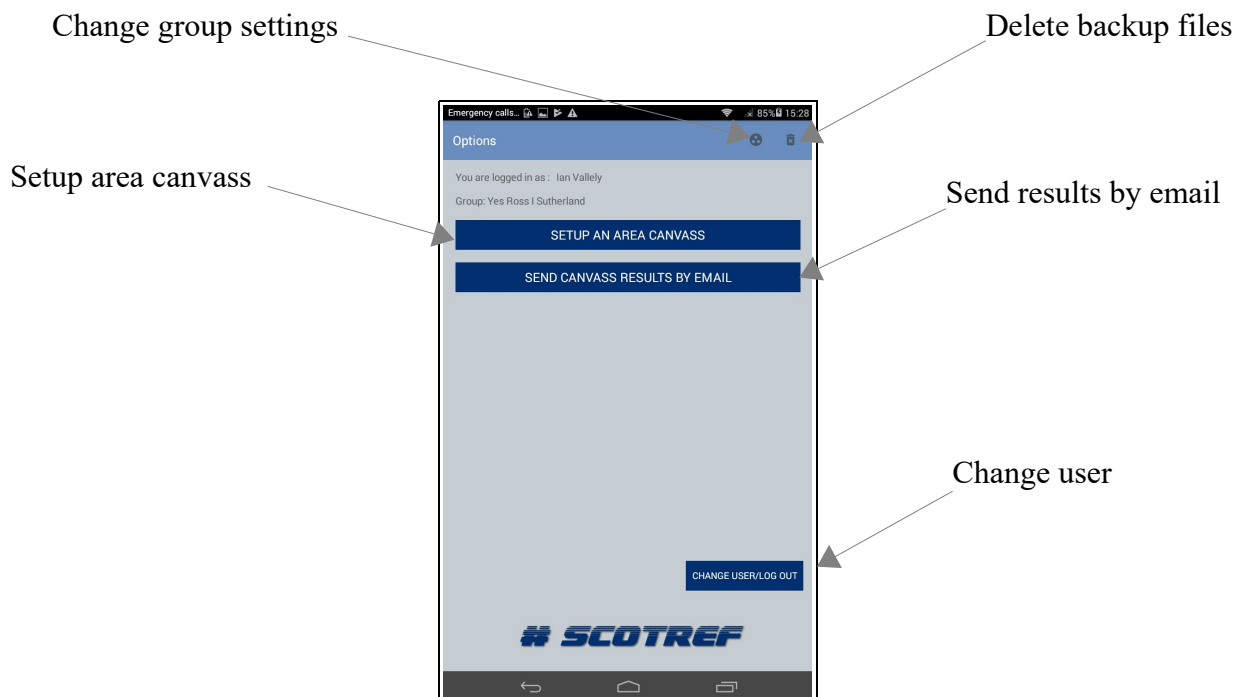 Change group settings
Delete backup files
Emergency calls... 85% 15:28
Options
Setup area canvass
You are logged in as : Ian Vallely
Send results by email
Group: Yes Ross I Sutherland
SETUP AN AREA CANVASS
SEND CANVASS RESULTS BY EMAIL
Change user
CHANGE USER/LOG OUT
# SCOTREF